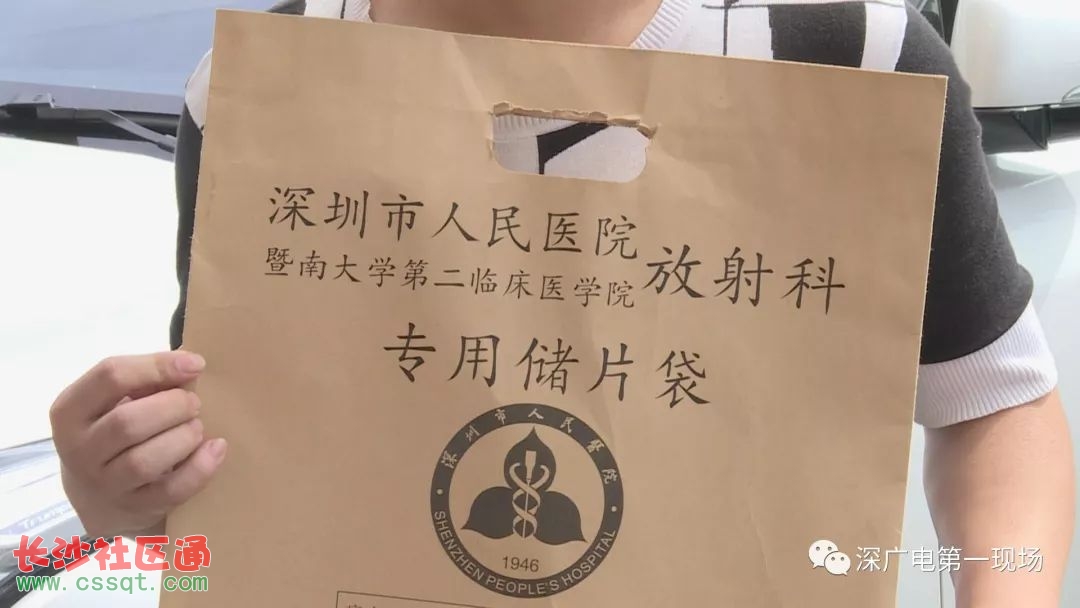 深圳市人民医院
暨南大学第二临床医学院
放射科
专用储片袋
深圳市人民醫院
1946
SHENZHEN PEOPLE'S HOSPITAL
长沙社区通
www.cssqt.com
深广电第一现场